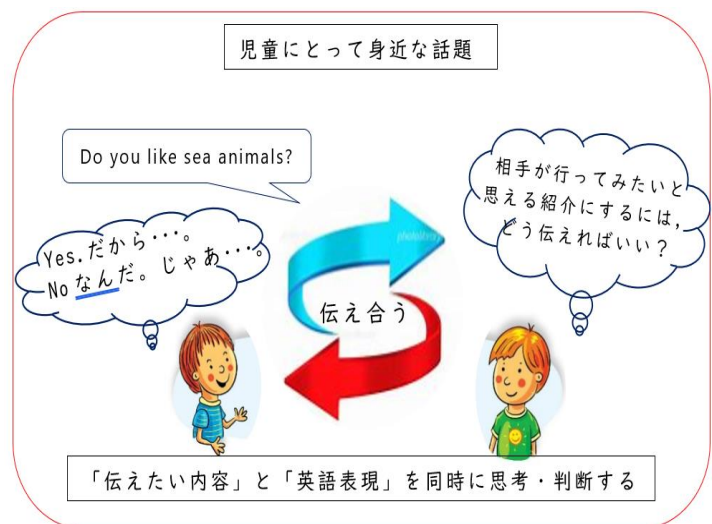 児童にとって身近な話題
Do you like sea animals?
相手が行ってみたいと
思える紹介にするには,
どう伝えればいい？
Yes.だから･･･。
No なんだ。じゃあ･･･。
photolibrary
伝え合う
「伝えたい内容」と「英語表現」を同時に思考・判断する